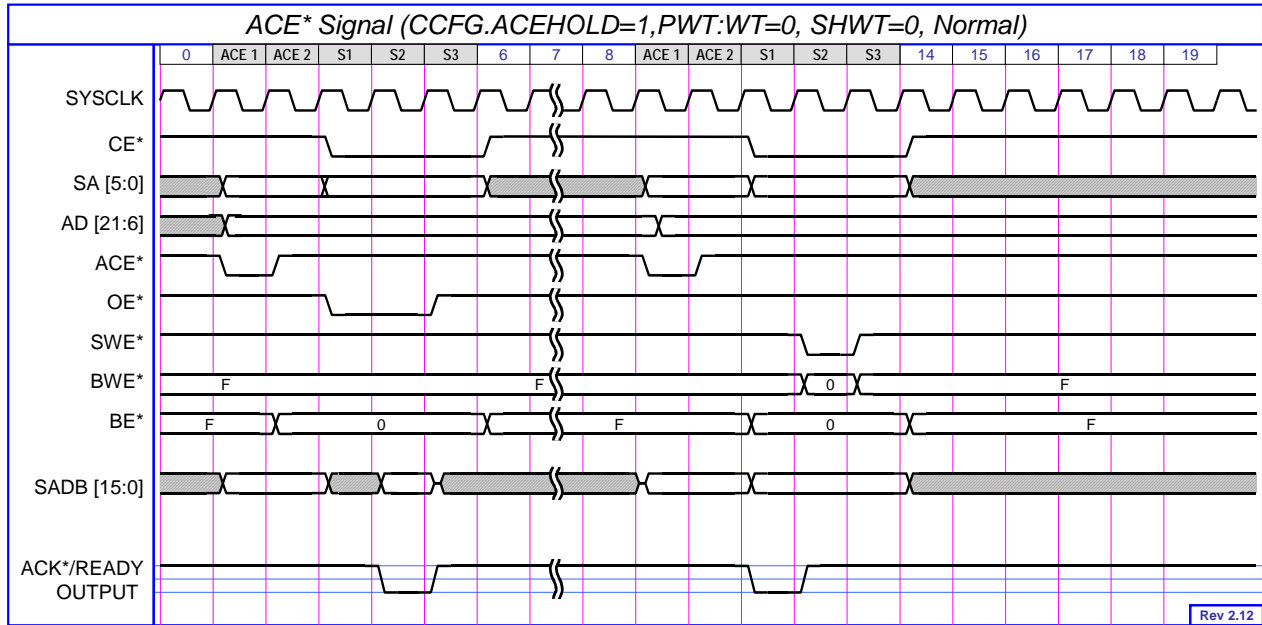 ACE* Signal (CCFG.ACEHOLD=1,PWT:WT=0, SHWT=0, Normal)
0 ACE 1 ACE 2 S1 S2 S3 6 7 8 ACE 1 ACE 2 S1 S2 S3 14 15 16 17 18 19
SYSCLK
CE*
SA [5:0]
AD [21:6]
ACE*
OE*
SWE*
BWE* F F 0 F
BE* F 0 F 0 F
SADB [15:0]
ACK*/READY
OUTPUT
Rev 2.12